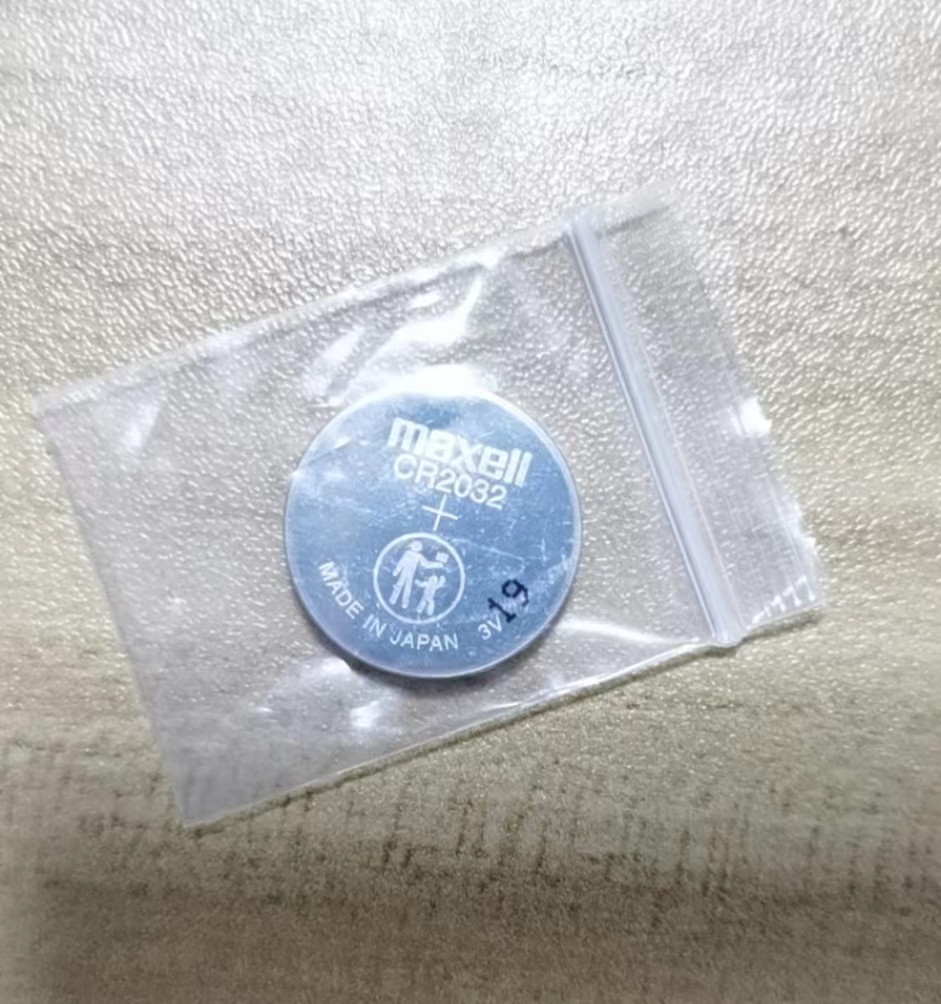 maxell
CR2032
+
MADE IN JAPAN 3V
19